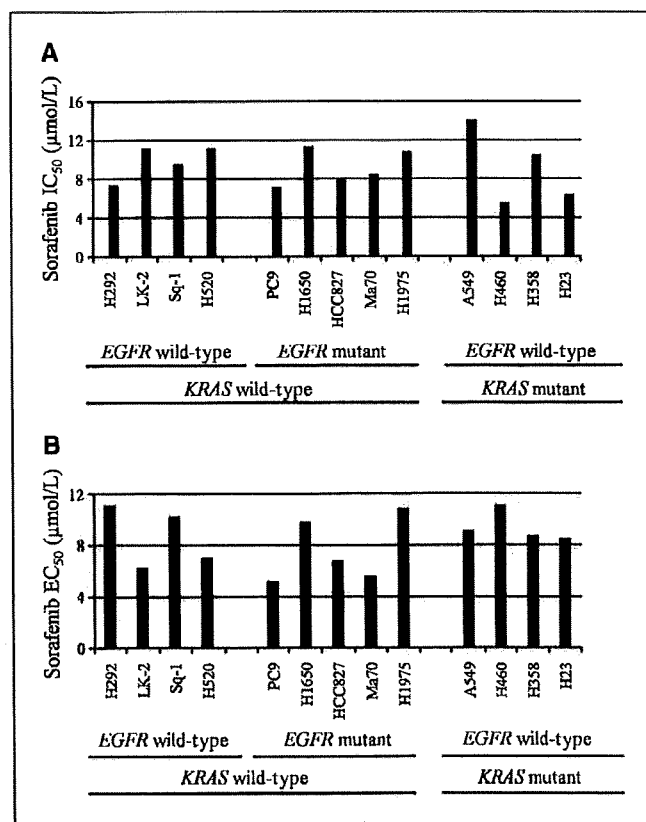 A
Sorafenib IC50 (µmol/L)
16
12
8
4
0
H292 LK-2 Sq-1 H520 PC9 H1650 HCC827 Ma70 H1975 A549 H460 H358 H23
EGFR wild-type EGFR mutant EGFR wild-type
KRAS wild-type KRAS mutant
B
Sorafenib EC50 (µmol/L)
12
8
4
0
H292 LK-2 Sq-1 H520 PC9 H1650 HCC827 Ma70 H1975 A549 H460 H358 H23
EGFR wild-type EGFR mutant EGFR wild-type
KRAS wild-type KRAS mutant